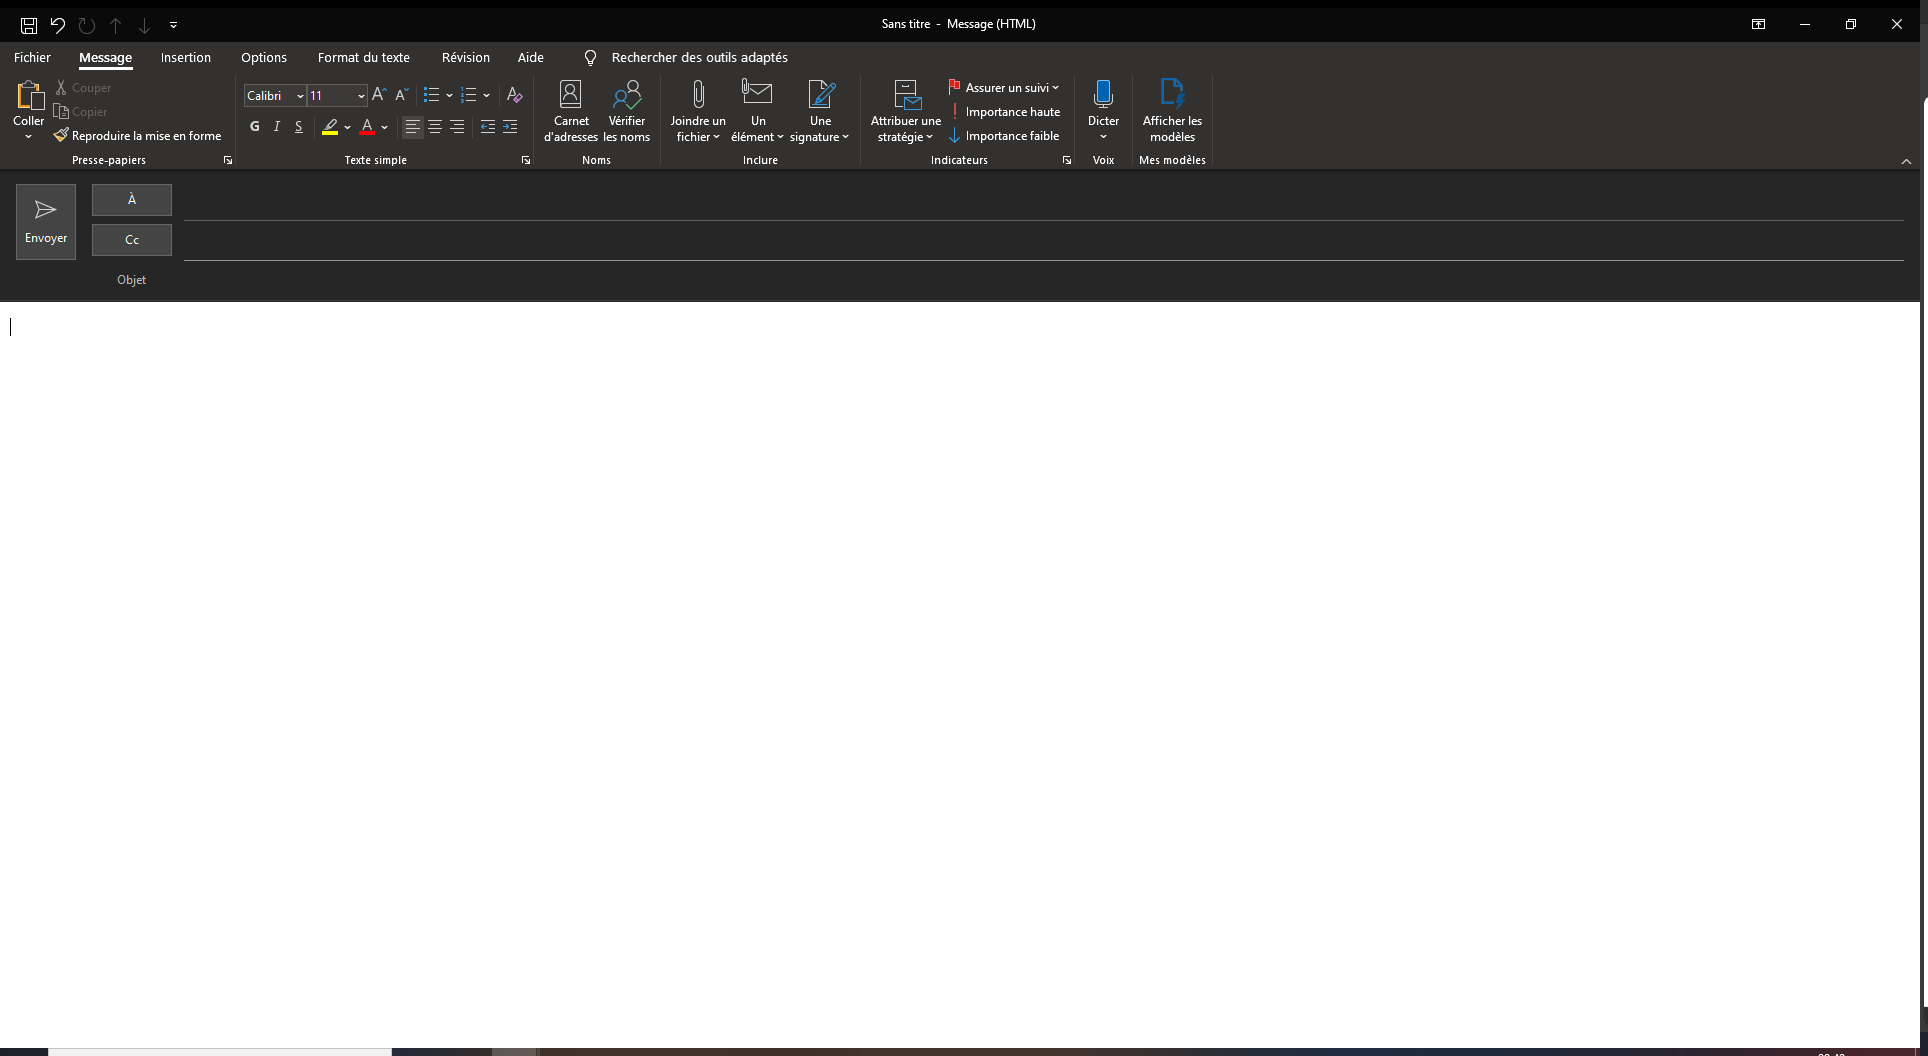 Sans titre - Message (HTML)
Fichier Message Insertion Options Format du texte Révision Aide Rechercher des outils adaptés
Coller
Couper
Copier
Reproduire la mise en forme
Presse-papiers
Calibri 11
G I S A
Texte simple
Carnet d'adresses
Vérifier les noms
Noms
Joindre un fichier
Un élément
Une signature
Inclure
Attribuer une stratégie
Assurer un suivi
Importance haute
Importance faible
Indicateurs
Dicter
Voix
Afficher les modèles
Mes modèles
Envoyer
À
Cc
Objet